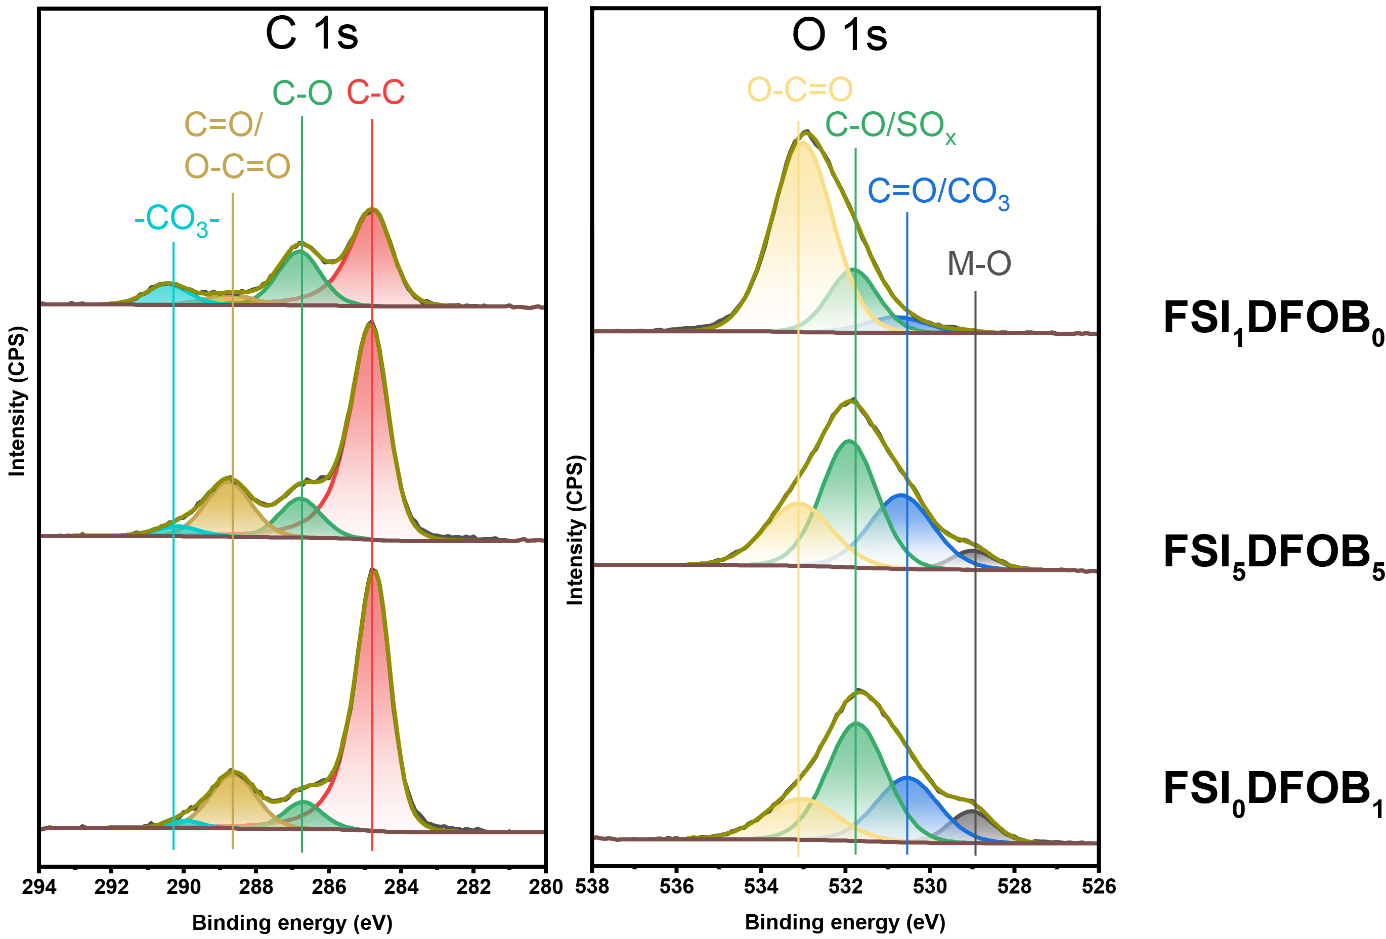 C 1s
C-O
C-C
C=O/
O-C=O
-CO₃-
Intensity (CPS)
294 292 290 288 286 284 282 280
Binding energy (eV)
O 1s
O-C=O
C-O/SOₓ
C=O/CO₃
M-O
Intensity (CPS)
538 536 534 532 530 528 526
Binding energy (eV)
FSI₁DFOB₀
FSI₅DFOB₅
FSI₀DFOB₁